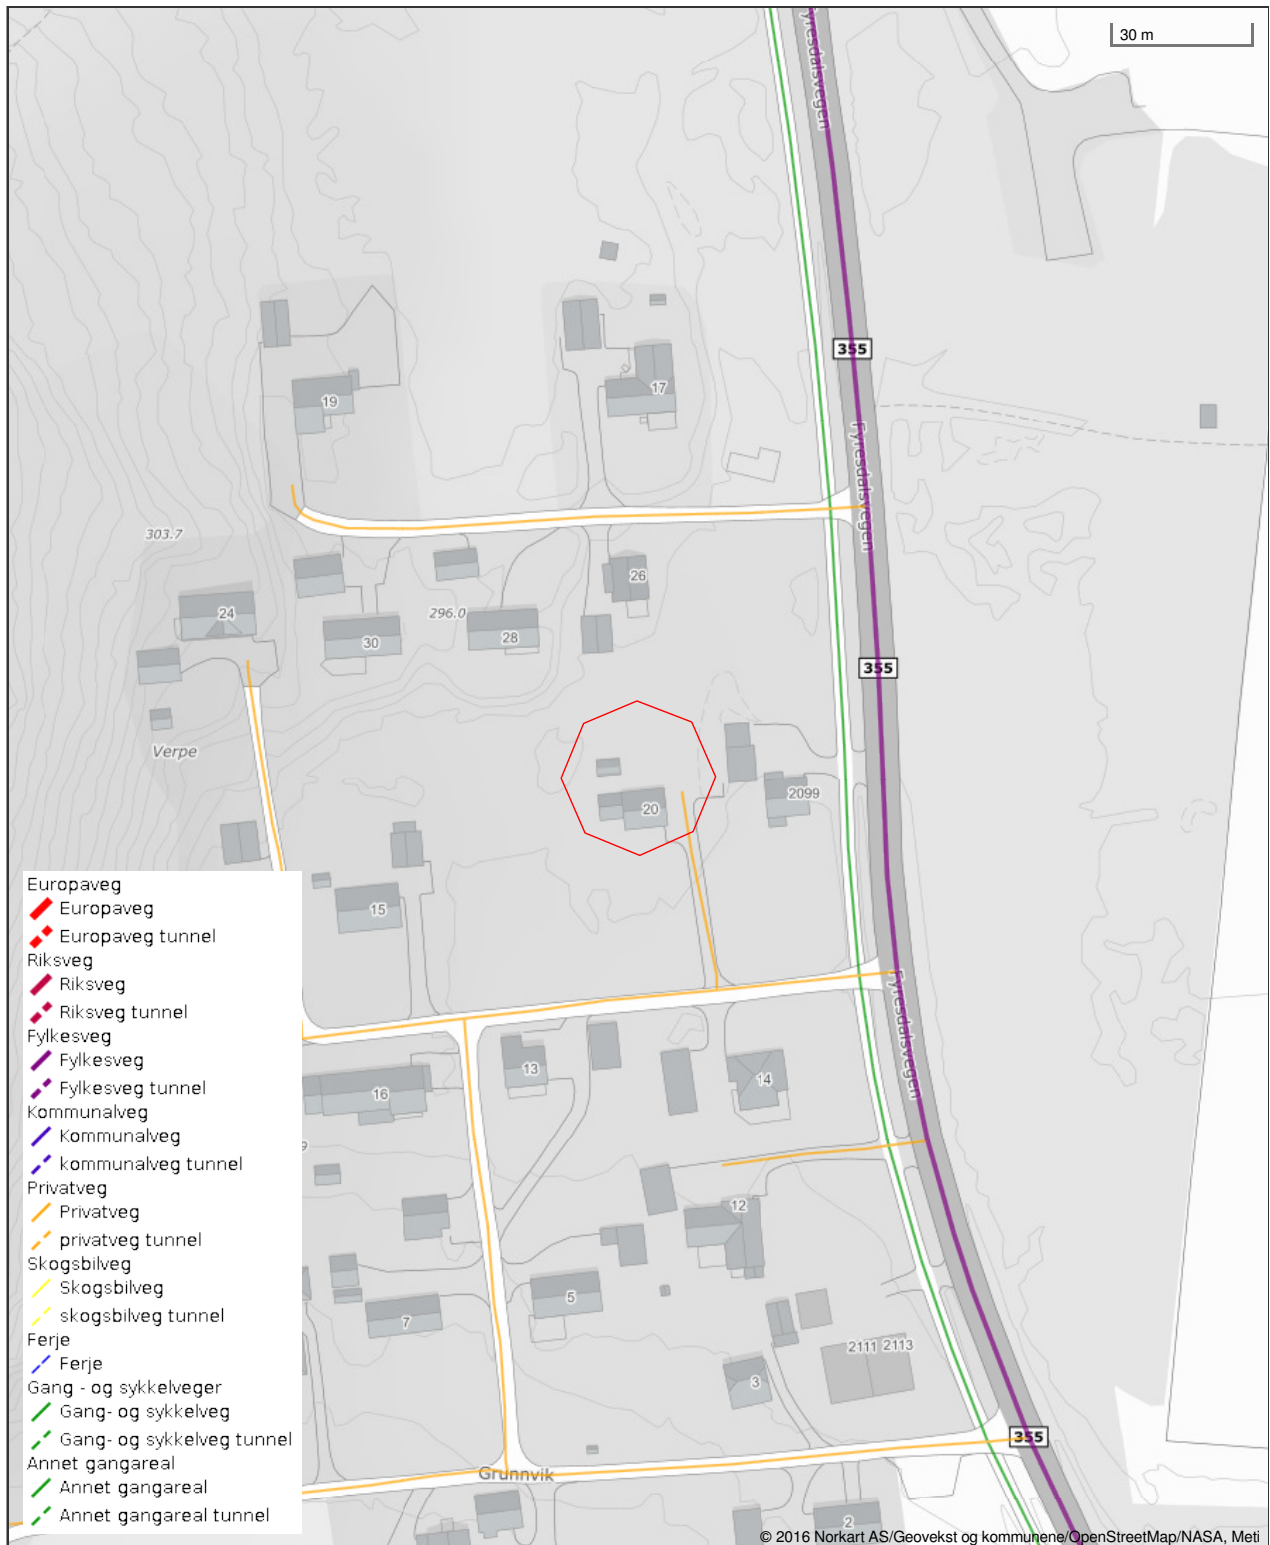 30 m
Fyresdalsvegen
355
19
17
Fyresdalsvegen
303.7
26
24
296.0
30
28
355
Verpe
2099
20
15
Europaveg
Europaveg
Europaveg tunnel
Riksveg
Riksveg
Riksveg tunnel
Fylkesveg
Fylkesveg
Fylkesveg tunnel
Kommunalveg
Kommunalveg
kommunalveg tunnel
Privatveg
Privatveg
privatveg tunnel
Skogsbilveg
Skogsbilveg
skogsbilveg tunnel
Ferje
Ferje
Gang - og sykkelveger
Gang- og sykkelveg
Gang- og sykkelveg tunnel
Annet gangareal
Annet gangareal
Annet gangareal tunnel
Fyresdalsvegen
13
14
16
9
12
5
7
2111 2113
3
355
Grunnvik
2
© 2016 Norkart AS/Geovekst og kommunene/OpenStreetMap/NASA, Meti